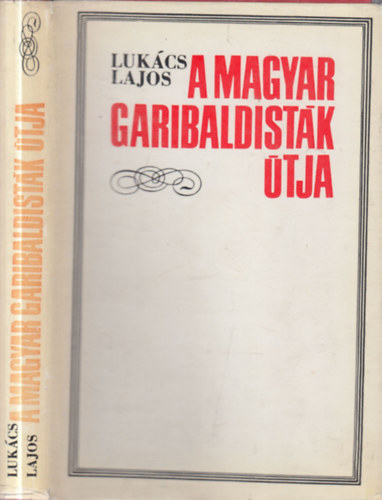 LUKÁCS
LAJOS
A MAGYAR
GARIBALDISTÁK
ÚTJA
LUKÁCS
LAJOS
A MAGYAR GARIBALDISTÁK ÚTJA